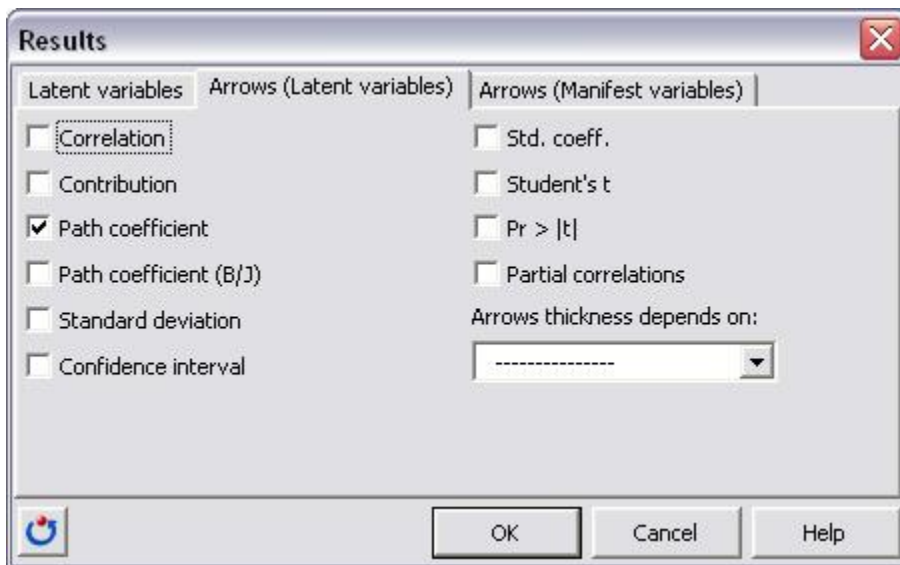 Results
Latent variables
Arrows (Latent variables)
Arrows (Manifest variables)
Correlation
Contribution
Path coefficient
Path coefficient (B/J)
Standard deviation
Confidence interval
Std. coeff.
Student's t
Pr > |t|
Partial correlations
Arrows thickness depends on:
---------------
OK
Cancel
Help